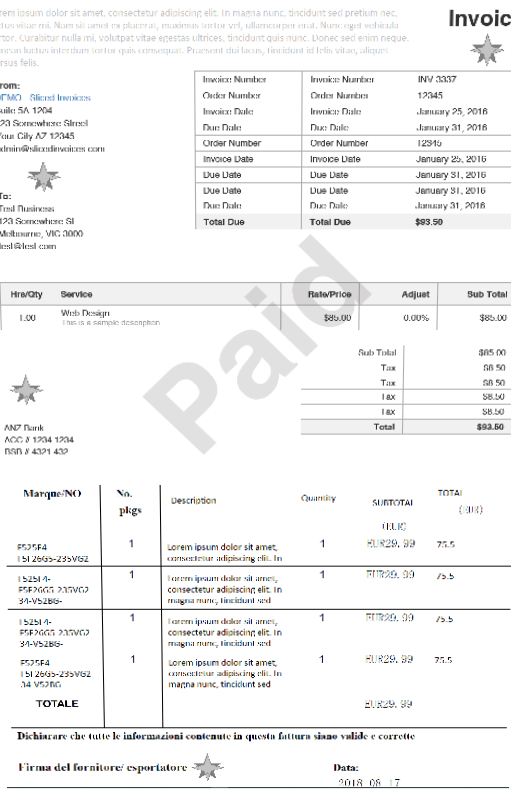 rem ipsum dolor sit amet, consectetur adipiscing elit. In magna nunc, tincidunt sed pretium nec,
ctus vitae mi. Nam sit amet ex placerat, maximus tortor vel, ullamcorper erat. Nunc eget vehicula
rtor. Curabitur nulla mi, volutpat vitae egestas ultrices, tincidunt quis nunc. Donec sed enim neque.
nean luctus interdum tortor quis consequat. Praesent dui lacus, tincidunt id felis vitae, aliquet
rsus felis.
Invoic
rom:
DEMO - Sliced Invoices
Suite 5A 1204
123 Somewhere Street
Your City AZ 12345
admin@slicedinvoices.com
Invoice Number Invoice Number INV 3337
Order Number Order Number 12345
Invoice Date Invoice Date January 25, 2016
Due Date Due Date January 31, 2016
Order Number Order Number 12345
Invoice Date Invoice Date January 25, 2016
Due Date Due Date January 31, 2016
Due Date Due Date January 31, 2016
Due Date Due Date January 31, 2016
Total Due Total Due $93.50
To:
Test Business
123 Somewhere St
Melbourne, VIC 3000
test@test.com
Paid
Hrs/Qty Service Rate/Price Adjust Sub Total
1.00 Web Design $85.00 0.00% $85.00
This is a sample description
Sub Total $85.00
Tax $8.50
Tax $8.50
Tax $8.50
Tax $8.50
Total $93.50
ANZ Bank
ACC # 1234 1234
BSB # 4321 432
Marque/NO No. pkgs Description Quantity SUBTOTAL (EUR) TOTAL (EUR)
F525F4 1 Lorem ipsum dolor sit amet, 1 EUR29.99 75.5
F5F26G5-235VG2 consectetur adipiscing elit. In
F525F4- 1 Lorem ipsum dolor sit amet, 1 EUR29.99 75.5
F5F26G5-235VG2 consectetur adipiscing elit. In
34-V52BG- magna nunc, tincidunt sed
F525F4- 1 Lorem ipsum dolor sit amet, 1 EUR29.99 75.5
F5F26G5-235VG2 consectetur adipiscing elit. In
34-V52BG- magna nunc, tincidunt sed
F525F4 1 Lorem ipsum dolor sit amet, 1 EUR29.99 75.5
F5F26G5-235VG2 consectetur adipiscing elit. In
34-V52BG magna nunc, tincidunt sed
TOTALE EUR29.99
Dichiarare che tutte le informazioni contenute in questa fattura siano valide e corrette
Firma del fornitore/ esportatore Data:
2018 08 17